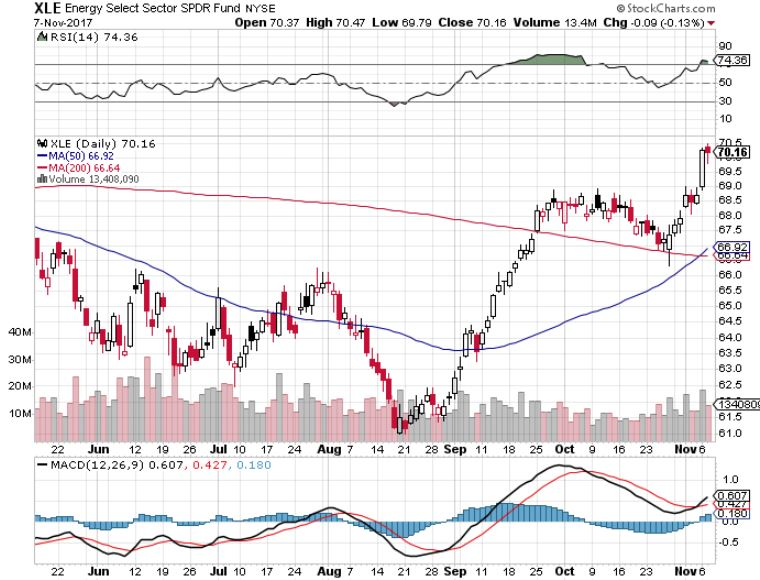 XLE Energy Select Sector SPDR Fund NYSE © StockCharts.com
7-Nov-2017 Open 70.37 High 70.47 Low 69.79 Close 70.16 Volume 13.4M Chg -0.09 (-0.13%)
RSI(14) 74.36
90
74.36
50
30
10
XLE (Daily) 70.16
MA(50) 66.92
MA(200) 66.64
Volume 13,408,090
70.5
70.16
69.5
69.0
68.5
68.0
67.5
66.92
66.64
66.0
65.5
65.0
64.5
64.0
63.5
63.0
62.5
61.5
61.0
40M
30M
20M
10M
1340809
22 Jun 12 19 26 Jul 10 17 24 Aug 7 14 21 28 Sep 11 18 25 Oct 9 16 23 Nov 6
MACD(12,26,9) 0.607, 0.427, 0.180
1.0
0.607
0.427
0.180
0.0
-0.5
22 Jun 12 19 26 Jul 10 17 24 Aug 7 14 21 28 Sep 11 18 25 Oct 9 16 23 Nov 6